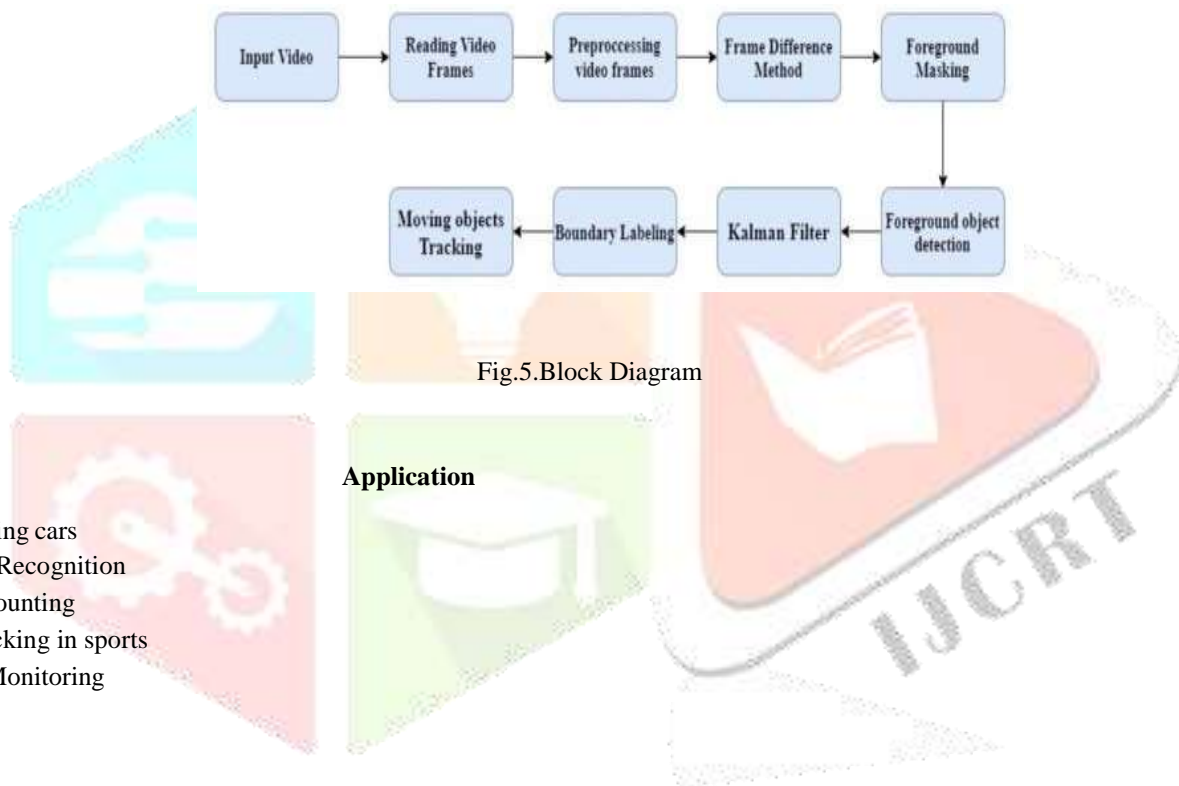 Input Video
Reading Video
Frames
Preproccessing
video frames
Frame Difference
Method
Foreground
Masking
Foreground object
detection
Kalman Filter
Boundary Labeling
Moving objects
Tracking
Fig.5.Block Diagram
Application
ing cars
Recognition
ounting
cking in sports
Monitoring
IJCRT